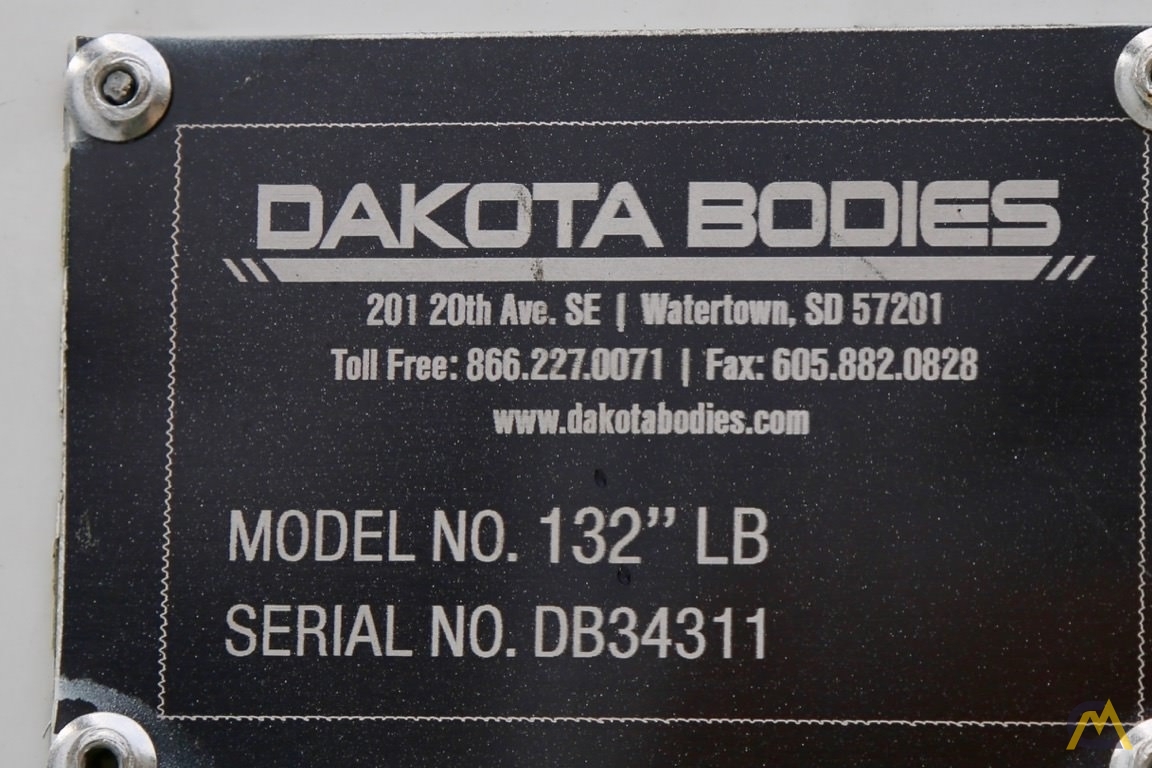 DAKOTA BODIES
201 20th Ave. SE | Watertown, SD 57201
Toll Free: 866.227.0071 | Fax: 605.882.0828
www.dakotabodies.com
MODEL NO. 132” LB
SERIAL NO. DB34311